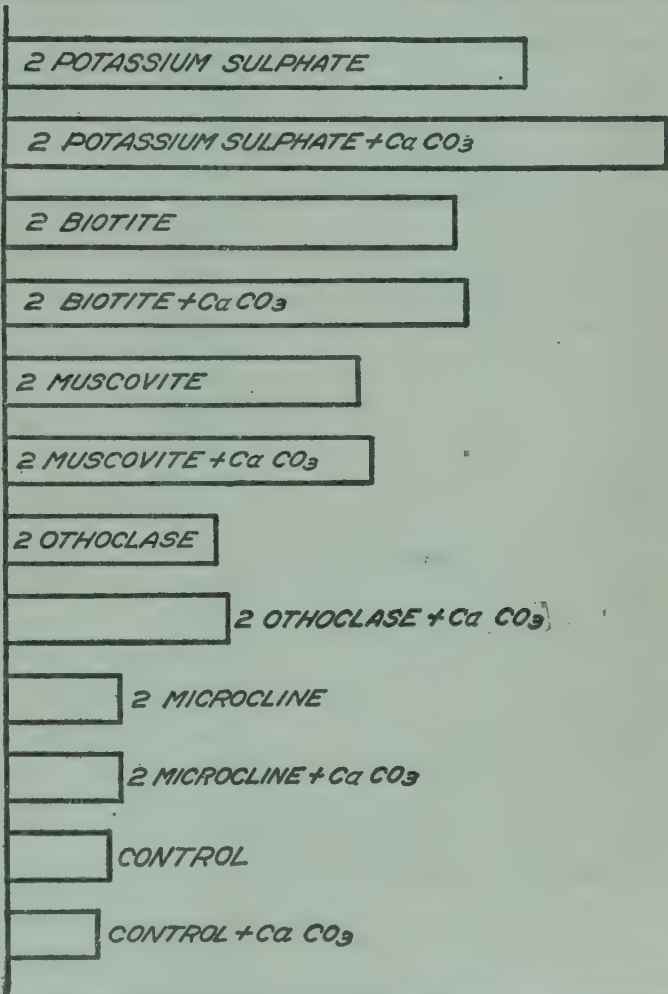 2 POTASSIUM SULPHATE
2 POTASSIUM SULPHATE + Ca CO3
2 BIOTITE
2 BIOTITE + Ca CO3
2 MUSCOVITE
2 MUSCOVITE + Ca CO3
2 OTHOCLASE
2 OTHOCLASE + Ca CO3
2 MICROCLINE
2 MICROCLINE + Ca CO3
CONTROL
CONTROL + Ca CO3